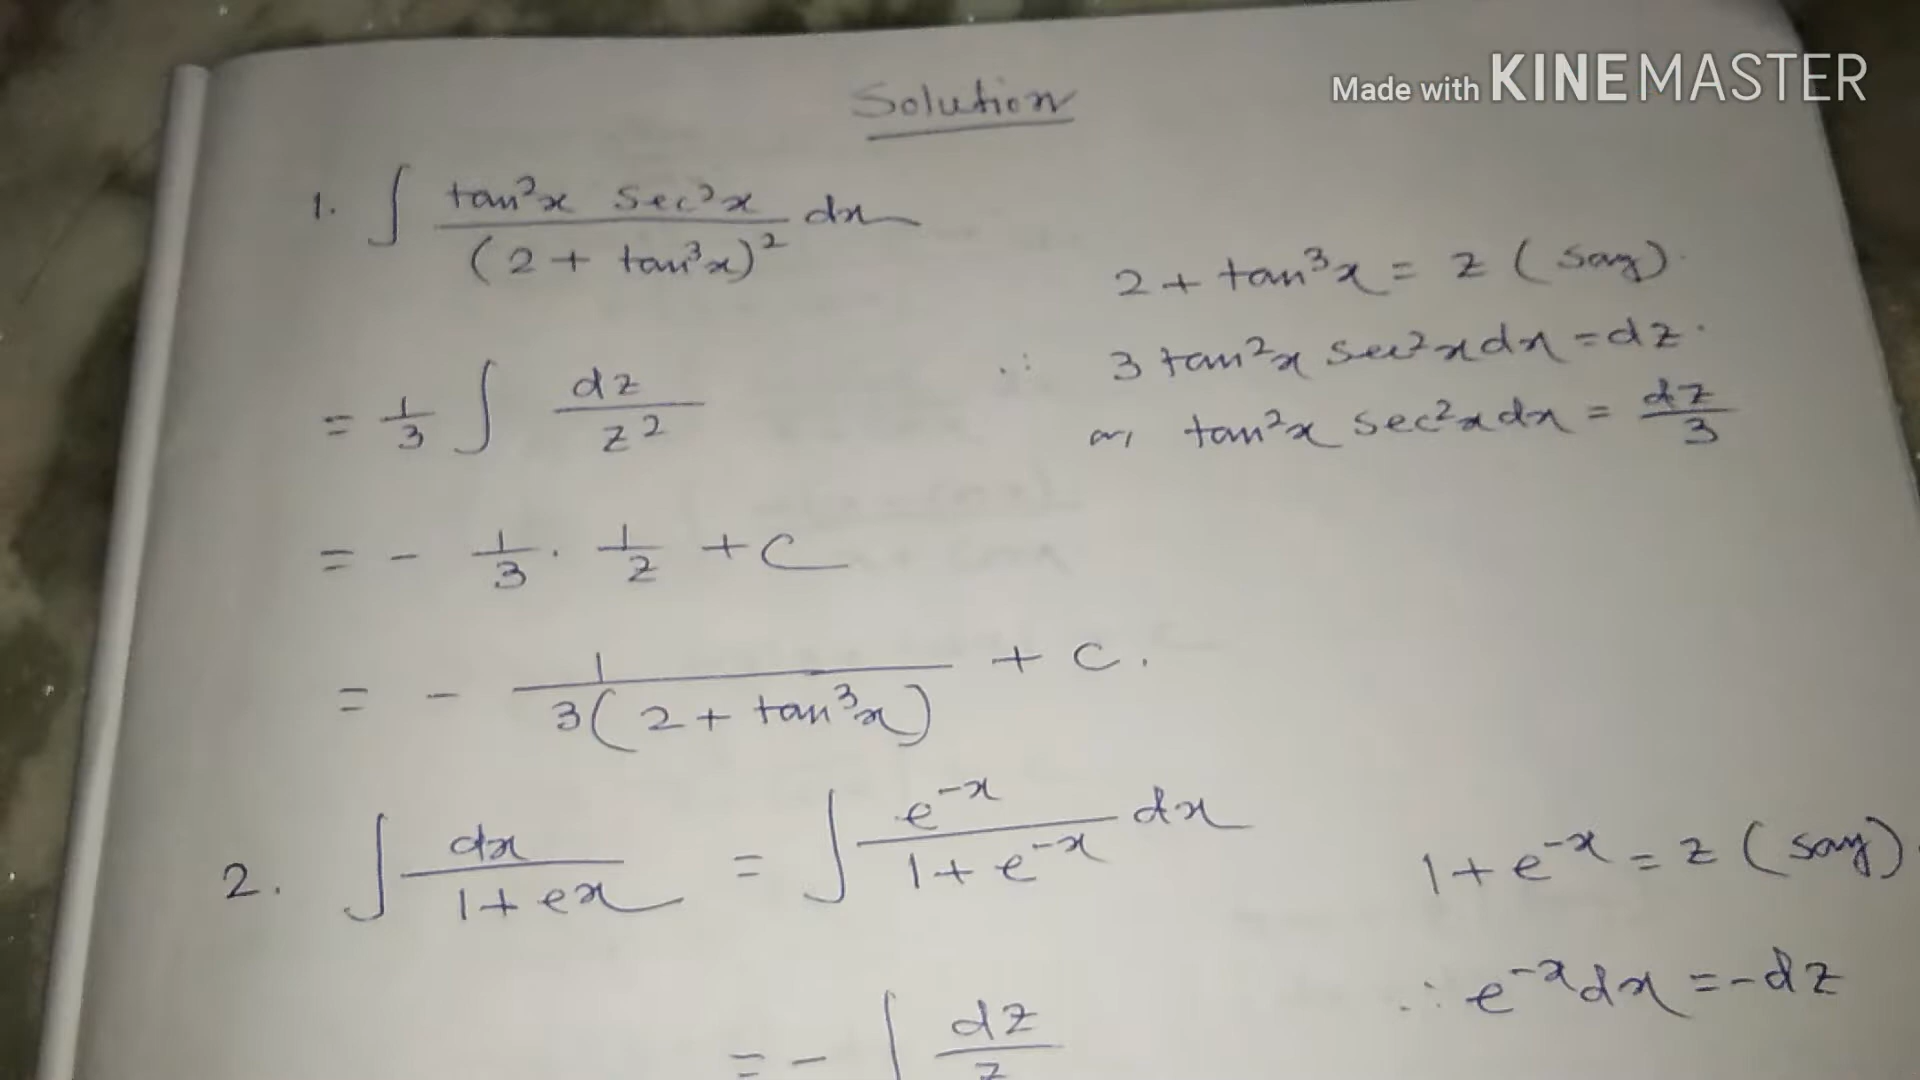 Made with KINEMASTER
Solution
1. ∫ tan²x sec²x / (2 + tan³x)² dx
2 + tan³x = z (say).
∴ 3 tan²x sec²x dx = dz.
or, tan²x sec²x dx = dz/3
= 1/3 ∫ dz/z²
= - 1/3 . 1/z + C
= - 1 / 3(2 + tan³x) + C.
2. ∫ dx / 1 + ex = ∫ e⁻ˣ / 1 + e⁻ˣ dx
1 + e⁻ˣ = z (say).
∴ e⁻ˣ dx = - dz
= - ∫ dz/z